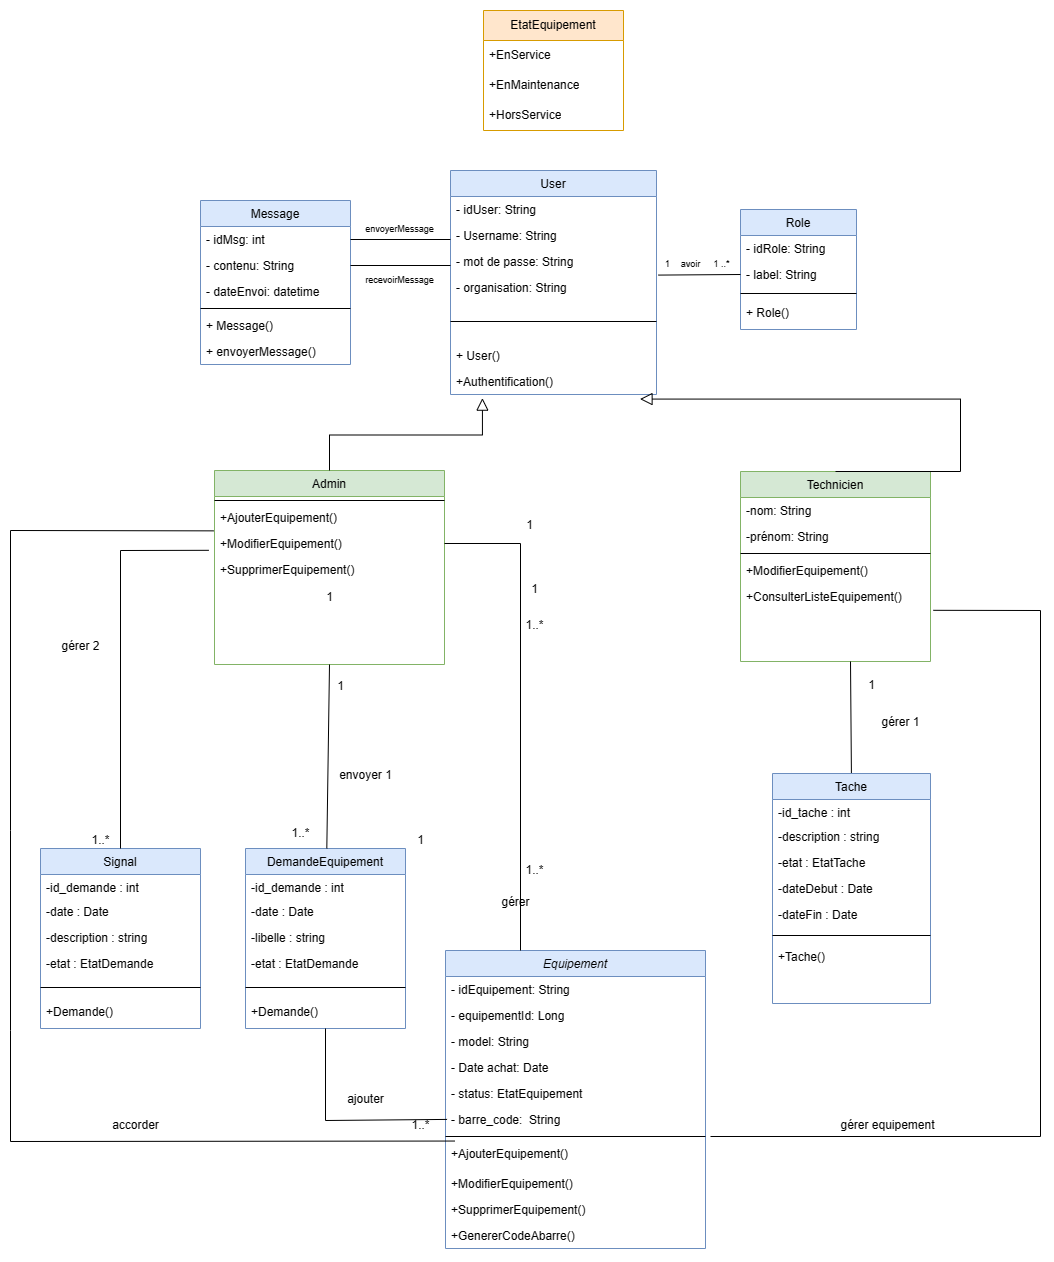 EtatEquipement
+EnService
+EnMaintenance
+HorsService
User
- idUser: String
- Username: String
- mot de passe: String
- organisation: String
+ User()
+Authentification()
Message
- idMsg: int
- contenu: String
- dateEnvoi: datetime
+ Message()
+ envoyerMessage()
envoyerMessage
recevoirMessage
1 avoir 1 ..*
Role
- idRole: String
- label: String
+ Role()
Admin
+AjouterEquipement()
+ModifierEquipement()
+SupprimerEquipement()
1
1
1
1..*
Technicien
-nom: String
-prénom: String
+ModifierEquipement()
+ConsulterListeEquipement()
gérer 2
1
envoyer 1
1
gérer 1
1..*
1..*
1
1..*
gérer
Signal
-id_demande : int
-date : Date
-description : string
-etat : EtatDemande
+Demande()
DemandeEquipement
-id_demande : int
-date : Date
-libelle : string
-etat : EtatDemande
+Demande()
Tache
-id_tache : int
-description : string
-etat : EtatTache
-dateDebut : Date
-dateFin : Date
+Tache()
Equipement
- idEquipement: String
- equipementId: Long
- model: String
- Date achat: Date
- status: EtatEquipement
- barre_code:  String
+AjouterEquipement()
+ModifierEquipement()
+SupprimerEquipement()
+GenererCodeAbarre()
ajouter
1..*
accorder
gérer equipement